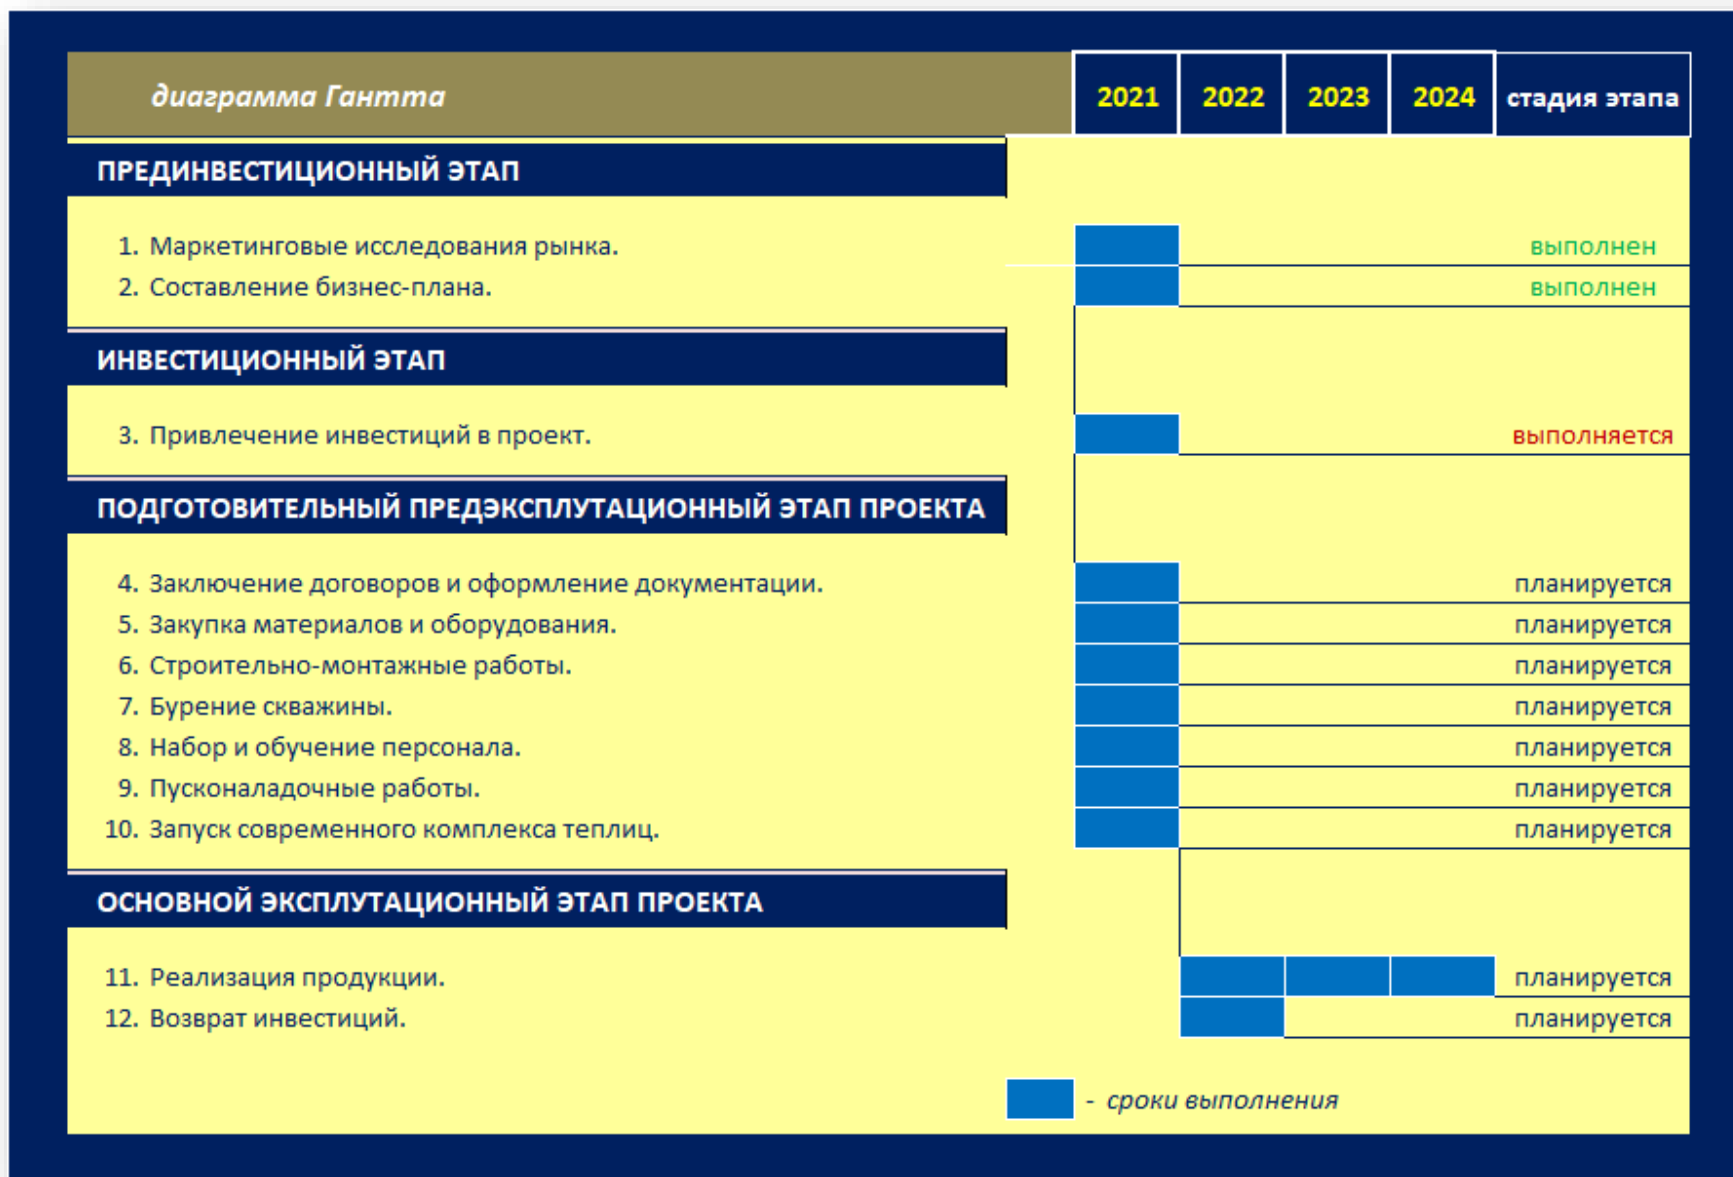 диаграмма Гантта 2021 2022 2023 2024 стадия этапа
ПРЕДИНВЕСТИЦИОННЫЙ ЭТАП
1. Маркетинговые исследования рынка. выполнен
2. Составление бизнес-плана. выполнен
ИНВЕСТИЦИОННЫЙ ЭТАП
3. Привлечение инвестиций в проект. выполняется
ПОДГОТОВИТЕЛЬНЫЙ ПРЕДЭКСПЛУТАЦИОННЫЙ ЭТАП ПРОЕКТА
4. Заключение договоров и оформление документации. планируется
5. Закупка материалов и оборудования. планируется
6. Строительно-монтажные работы. планируется
7. Бурение скважины. планируется
8. Набор и обучение персонала. планируется
9. Пусконаладочные работы. планируется
10. Запуск современного комплекса теплиц. планируется
ОСНОВНОЙ ЭКСПЛУТАЦИОННЫЙ ЭТАП ПРОЕКТА
11. Реализация продукции. планируется
12. Возврат инвестиций. планируется
- сроки выполнения